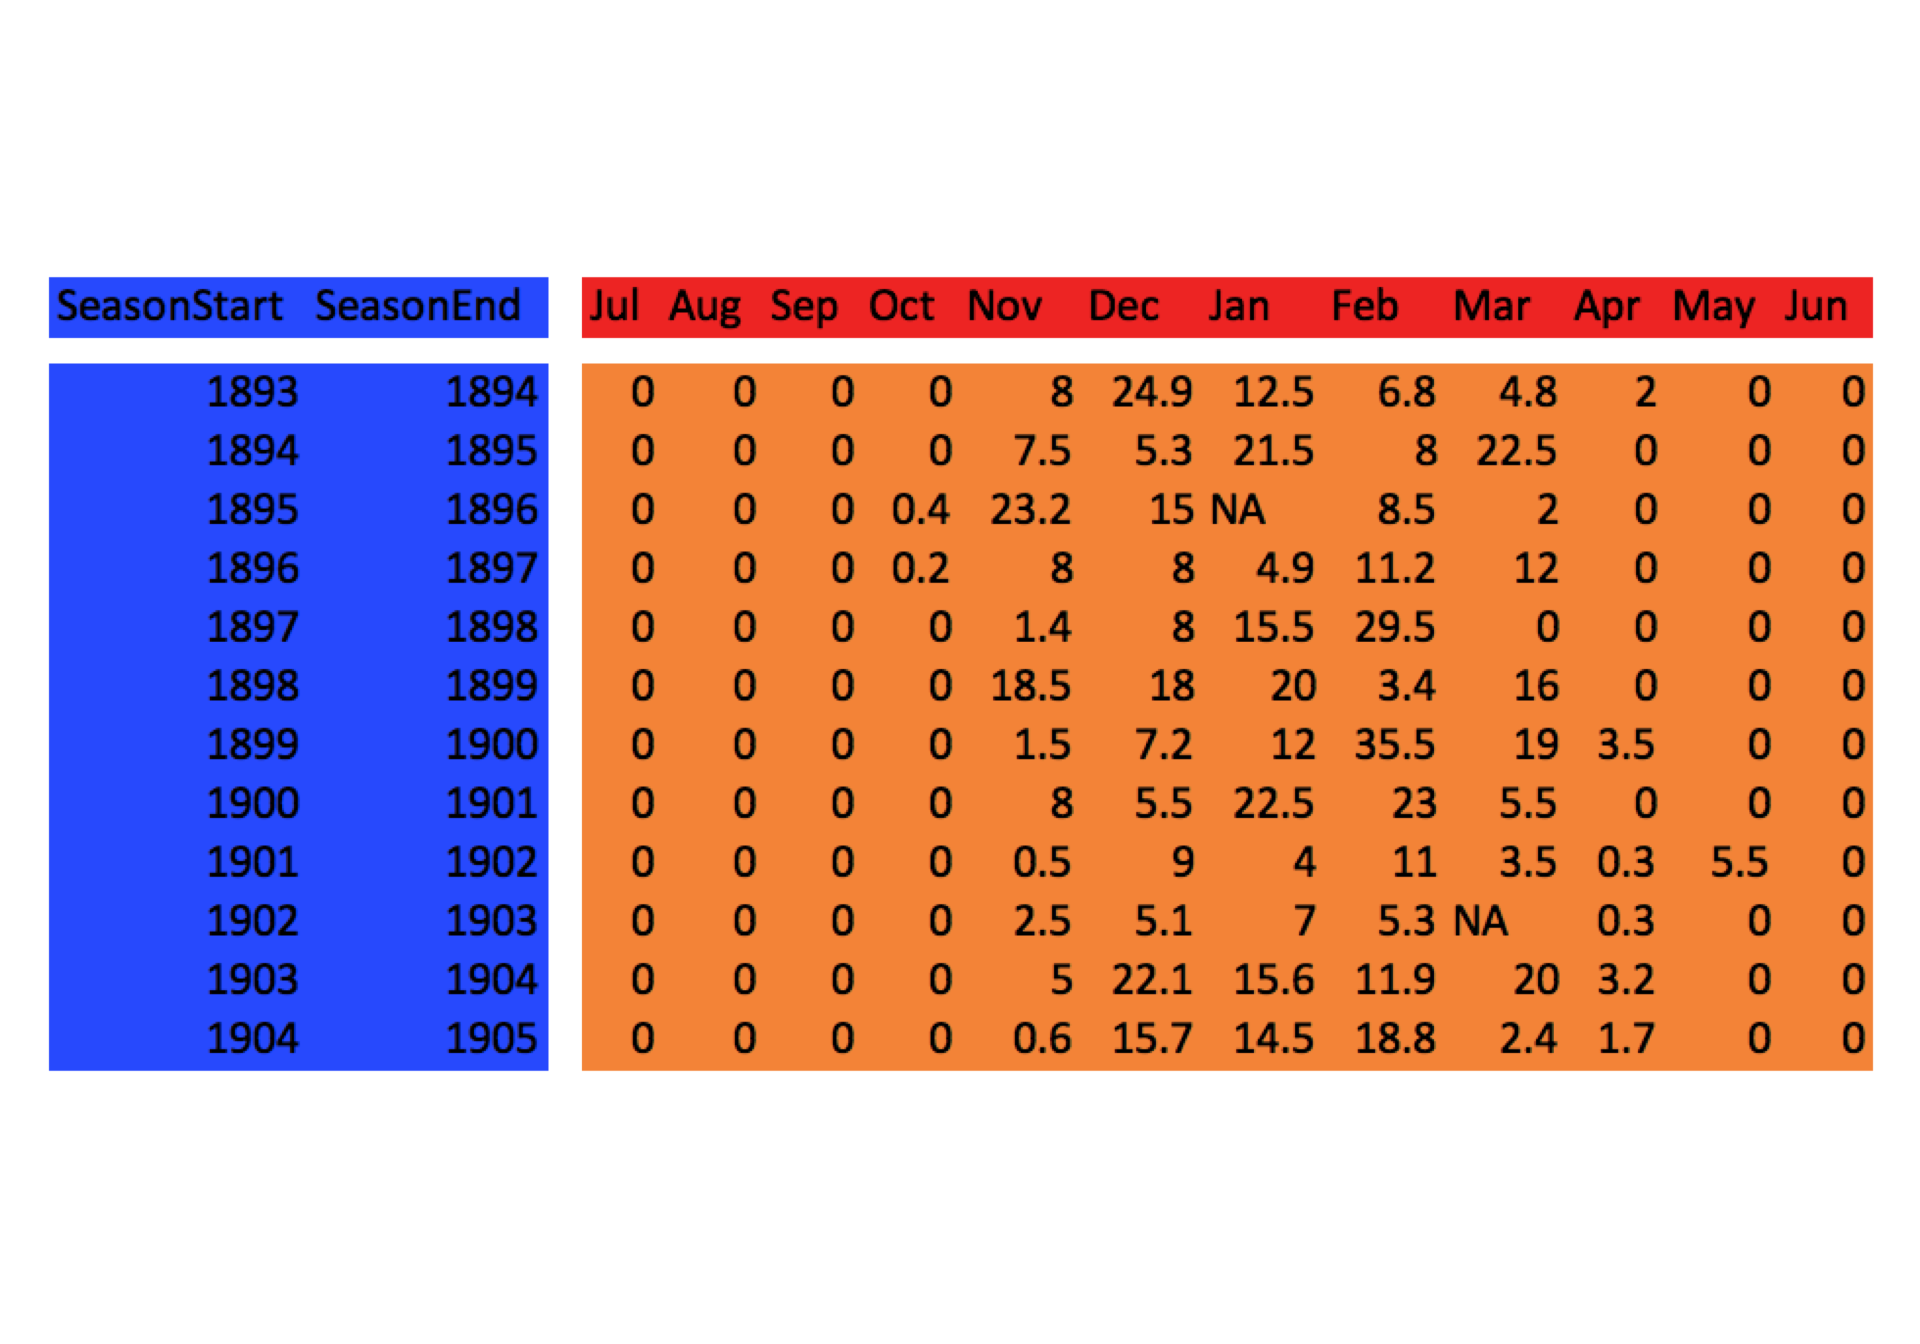 SeasonStart SeasonEnd Jul Aug Sep Oct Nov Dec Jan Feb Mar Apr May Jun
1893 1894 0 0 0 0 8 24.9 12.5 6.8 4.8 2 0 0
1894 1895 0 0 0 0 7.5 5.3 21.5 8 22.5 0 0 0
1895 1896 0 0 0 0.4 23.2 15 NA 8.5 2 0 0 0
1896 1897 0 0 0 0.2 8 8 4.9 11.2 12 0 0 0
1897 1898 0 0 0 0 1.4 8 15.5 29.5 0 0 0 0
1898 1899 0 0 0 0 18.5 18 20 3.4 16 0 0 0
1899 1900 0 0 0 0 1.5 7.2 12 35.5 19 3.5 0 0
1900 1901 0 0 0 0 8 5.5 22.5 23 5.5 0 0 0
1901 1902 0 0 0 0 0.5 9 4 11 3.5 0.3 5.5 0
1902 1903 0 0 0 0 2.5 5.1 7 5.3 NA 0.3 0 0
1903 1904 0 0 0 0 5 22.1 15.6 11.9 20 3.2 0 0
1904 1905 0 0 0 0 0.6 15.7 14.5 18.8 2.4 1.7 0 0